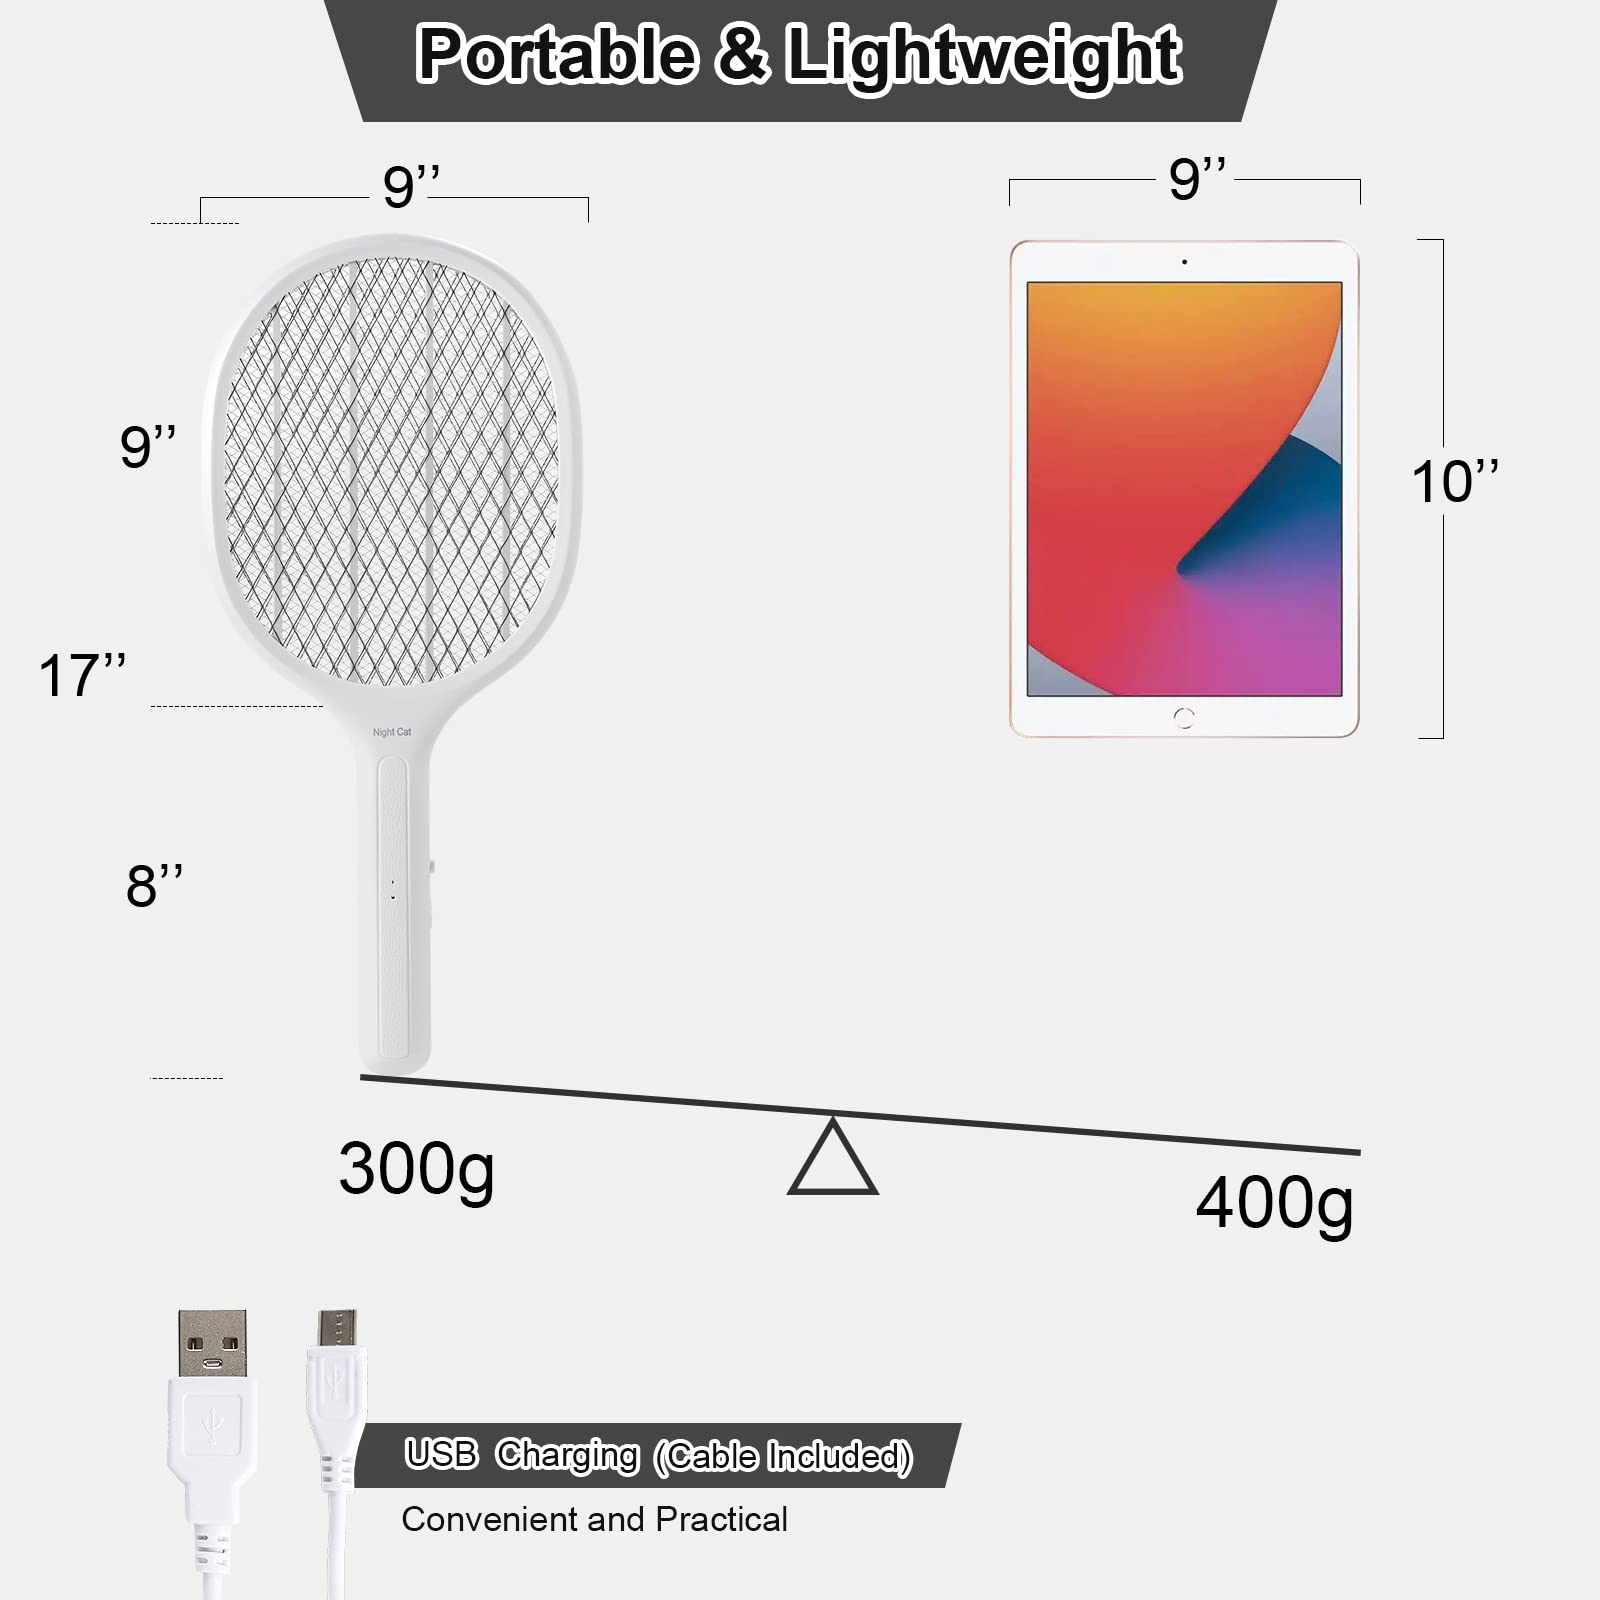 Portable & Lightweight
9’’
9’’
9’’
10’’
17’’
Night Cat
8’’
300g
400g
USB Charging (Cable Included)
Convenient and Practical